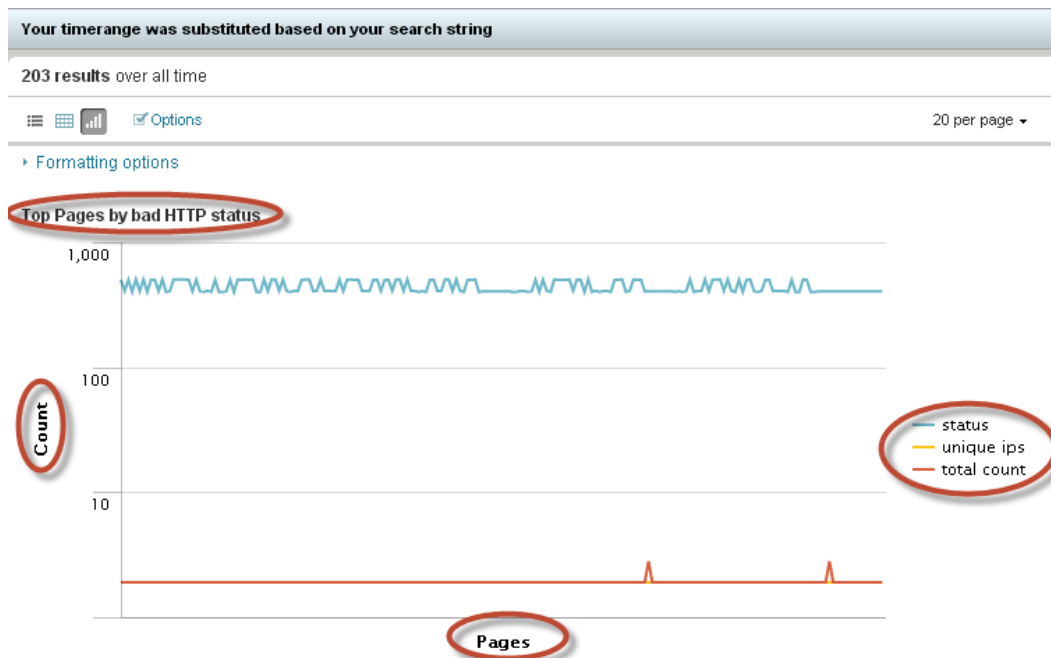 Your timerange was substituted based on your search string
203 results over all time
Options
20 per page
Formatting options
Top Pages by bad HTTP status
1,000
100
10
Count
status
unique ips
total count
Pages